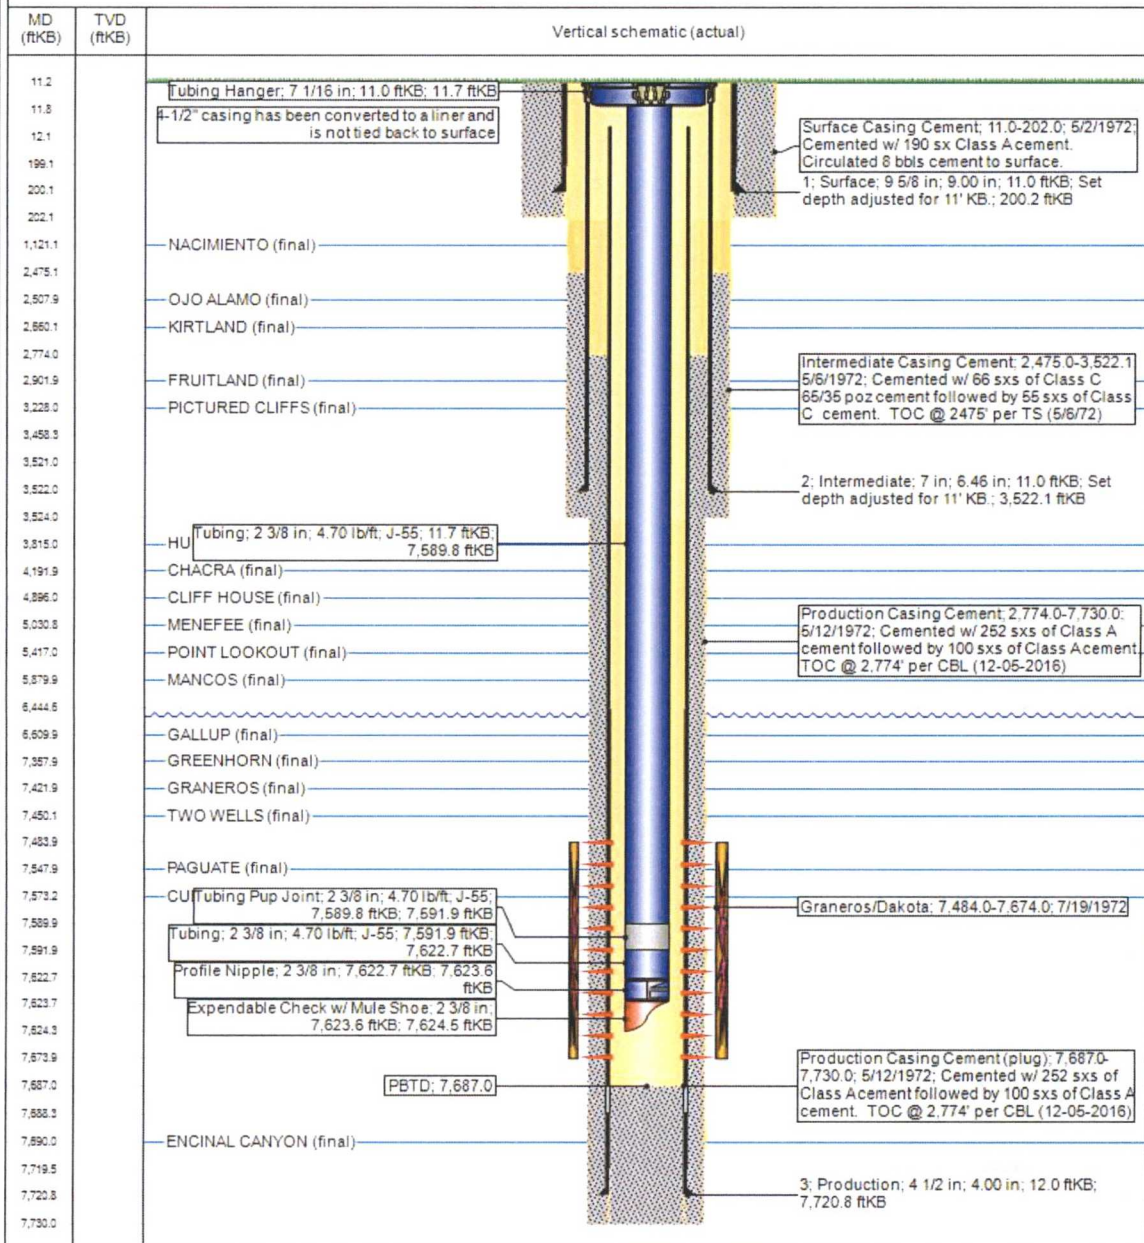 MD
(ftKB)
TVD
(ftKB)
Vertical schematic (actual)
11.2
11.8
12.1
199.1
200.1
202.1
1,121.1
2,475.1
2,507.9
2,660.1
2,774.0
2,901.9
3,228.0
3,458.3
3,521.0
3,522.0
3,524.0
3,815.0
4,191.9
4,896.0
5,030.8
5,417.0
5,879.9
6,444.5
6,609.9
7,357.9
7,421.9
7,450.1
7,483.9
7,547.9
7,573.2
7,589.9
7,591.9
7,622.7
7,623.7
7,624.3
7,673.9
7,687.0
7,688.3
7,690.0
7,719.5
7,720.8
7,730.0
Tubing Hanger; 7 1/16 in; 11.0 ftKB; 11.7 ftKB
4-1/2" casing has been converted to a liner and
is not tied back to surface
Surface Casing Cement; 11.0-202.0; 5/2/1972;
Cemented w/ 190 sx Class A cement.
Circulated 8 bbls cement to surface.
1; Surface; 9 5/8 in; 9.00 in; 11.0 ftKB; Set
depth adjusted for 11' KB.; 200.2 ftKB
NACIMIENTO (final)
OJO ALAMO (final)
KIRTLAND (final)
FRUITLAND (final)
PICTURED CLIFFS (final)
Intermediate Casing Cement; 2,475.0-3,522.1
5/6/1972; Cemented w/ 66 sxs of Class C
65/35 poz cement followed by 55 sxs of Class
C cement. TOC @ 2475' per TS (5/6/72)
2; Intermediate; 7 in; 6.46 in; 11.0 ftKB; Set
depth adjusted for 11' KB.; 3,522.1 ftKB
HU
Tubing; 2 3/8 in; 4.70 lb/ft; J-55; 11.7 ftKB;
7,589.8 ftKB
CHACRA (final)
CLIFF HOUSE (final)
MENEFEE (final)
POINT LOOKOUT (final)
MANCOS (final)
Production Casing Cement; 2,774.0-7,730.0;
5/12/1972; Cemented w/ 252 sxs of Class A
cement followed by 100 sxs of Class A cement.
TOC @ 2,774' per CBL (12-05-2016)
GALLUP (final)
GREENHORN (final)
GRANEROS (final)
TWO WELLS (final)
PAGUATE (final)
CU
Tubing Pup Joint; 2 3/8 in; 4.70 lb/ft; J-55;
7,589.8 ftKB; 7,591.9 ftKB
Graneros/Dakota; 7,484.0-7,674.0; 7/19/1972
Tubing; 2 3/8 in; 4.70 lb/ft; J-55; 7,591.9 ftKB;
7,622.7 ftKB
Profile Nipple; 2 3/8 in; 7,622.7 ftKB; 7,623.6
ftKB
Expendable Check w/ Mule Shoe; 2 3/8 in;
7,623.6 ftKB; 7,624.5 ftKB
PBTD; 7,687.0
Production Casing Cement (plug); 7,687.0-
7,730.0; 5/12/1972; Cemented w/ 252 sxs of
Class A cement followed by 100 sxs of Class A
cement. TOC @ 2,774' per CBL (12-05-2016)
ENCINAL CANYON (final)
3; Production; 4 1/2 in; 4.00 in; 12.0 ftKB;
7,720.8 ftKB